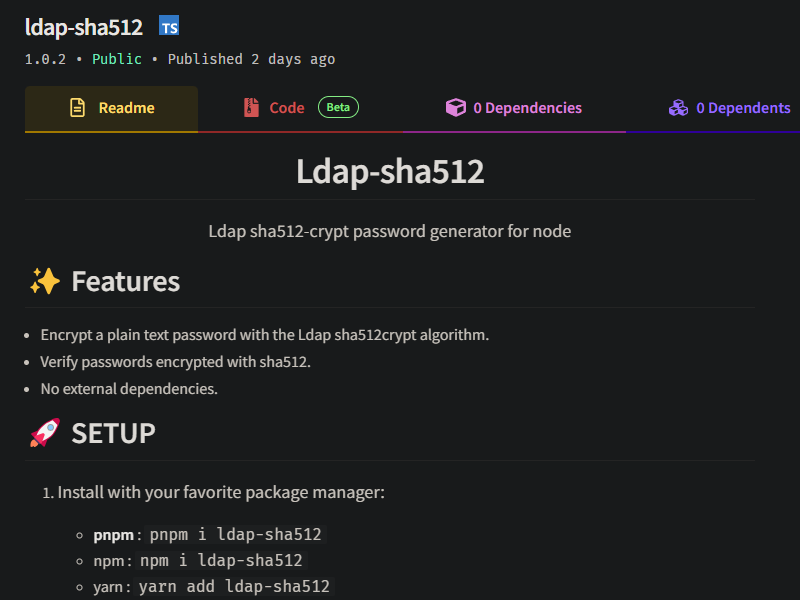 ldap-sha512 TS
1.0.2 • Public • Published 2 days ago
Readme Code Beta 0 Dependencies 0 Dependents
Ldap-sha512
Ldap sha512-crypt password generator for node
✨ Features
• Encrypt a plain text password with the Ldap sha512crypt algorithm.
• Verify passwords encrypted with sha512.
• No external dependencies.
🚀 SETUP
1. Install with your favorite package manager:
◦ pnpm: pnpm i ldap-sha512
◦ npm: npm i ldap-sha512
◦ yarn: yarn add ldap-sha512